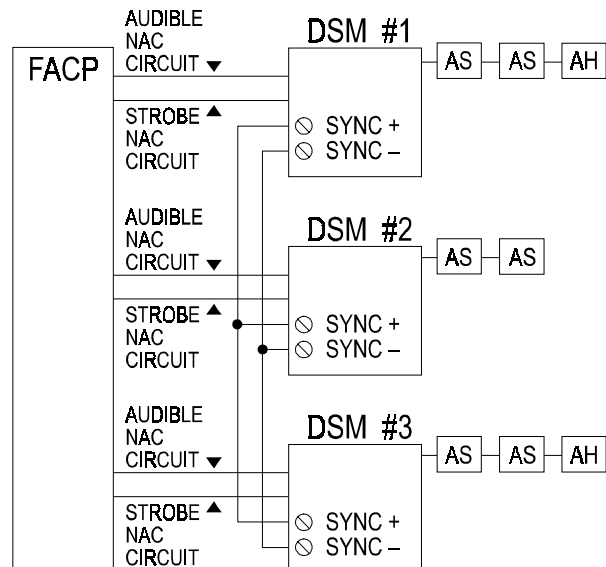 FACP
AUDIBLE
NAC
CIRCUIT ▼
STROBE ▲
NAC
CIRCUIT
DSM #1
SYNC +
SYNC –
AS
AS
AH
AUDIBLE
NAC
CIRCUIT ▼
STROBE ▲
NAC
CIRCUIT
DSM #2
SYNC +
SYNC –
AS
AS
AUDIBLE
NAC
CIRCUIT ▼
STROBE ▲
NAC
CIRCUIT
DSM #3
SYNC +
SYNC –
AS
AS
AH